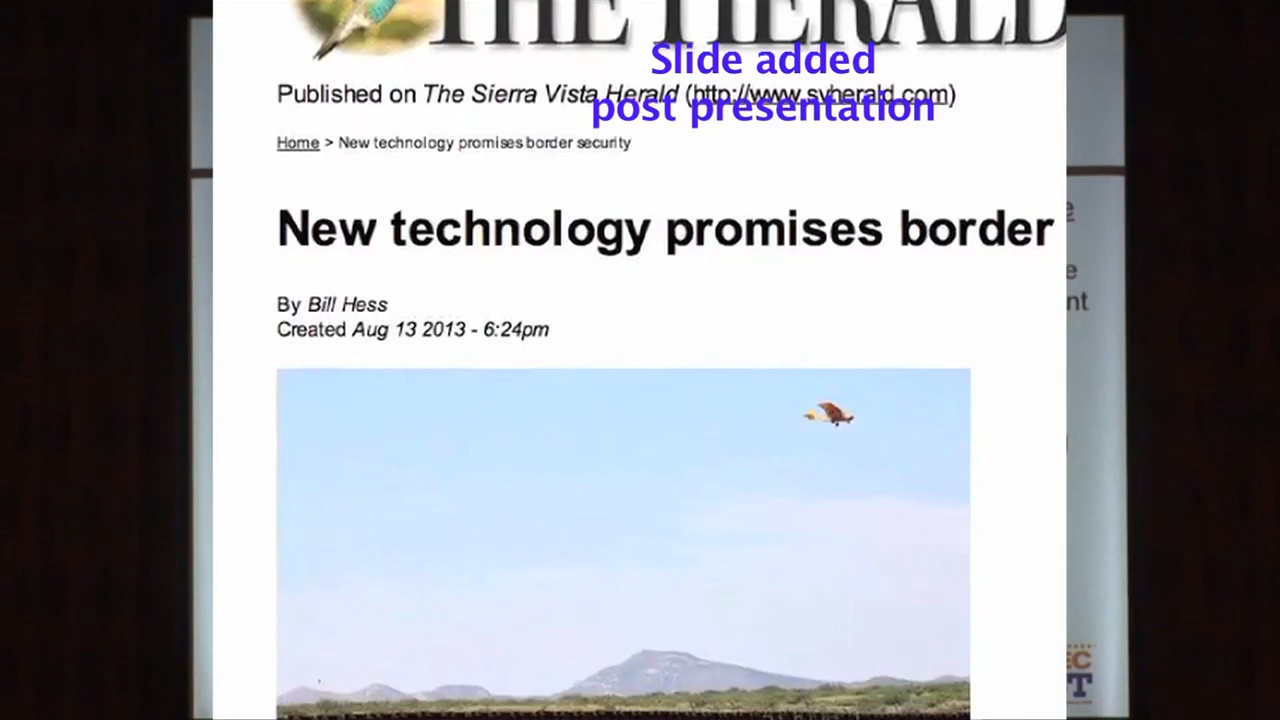 THE HERALD
Slide added
post presentation
Published on The Sierra Vista Herald (http://www.svherald.com)
Home > New technology promises border security
New technology promises border
By Bill Hess
Created Aug 13 2013 - 6:24pm